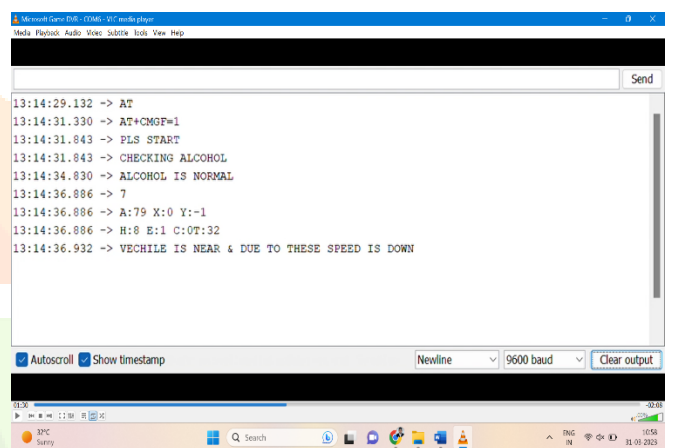 Microsoft Game DVR - COM6 - VLC media player
Media Playback Audio Video Subtitle Tools View Help
Send
13:14:29.132 -> AT
13:14:31.330 -> AT+CMGF=1
13:14:31.843 -> PLS START
13:14:31.843 -> CHECKING ALCOHOL
13:14:34.830 -> ALCOHOL IS NORMAL
13:14:36.886 -> 7
13:14:36.886 -> A:79 X:0 Y:-1
13:14:36.886 -> H:8 E:1 C:0T:32
13:14:36.932 -> VECHILE IS NEAR & DUE TO THESE SPEED IS DOWN
Autoscroll Show timestamp Newline 9600 baud Clear output
01:30 -02:08
32°C ENG 10:58
Sunny Search IN 31-03-2023